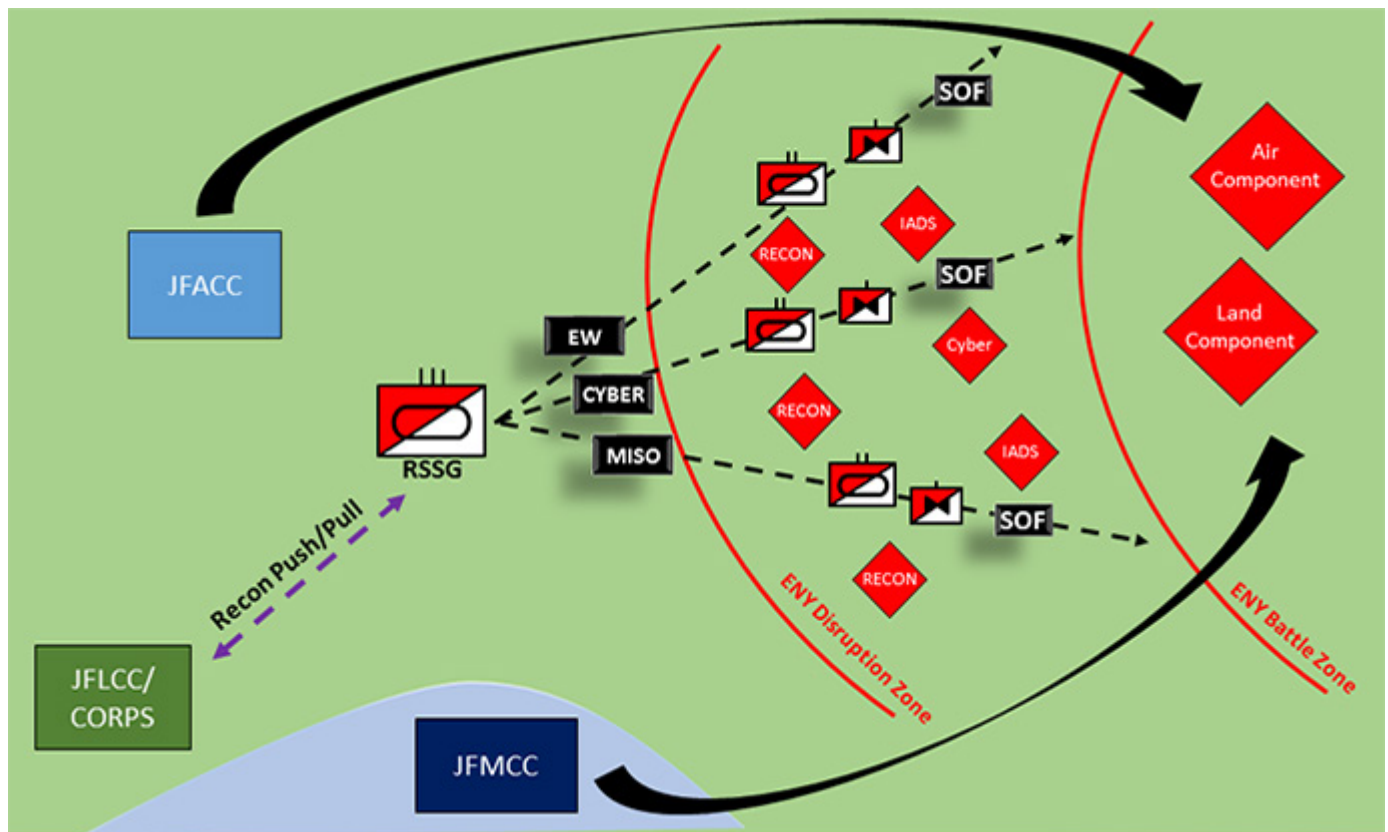 SOF
Air
Component
IADS
RECON
JFACC
SOF
Land
Component
EW
Cyber
CYBER
RECON
MISO
IADS
RSSG
SOF
Recon Push/Pull
RECON
ENY Disruption Zone
ENY Battle Zone
JFLCC/
CORPS
JFMCC